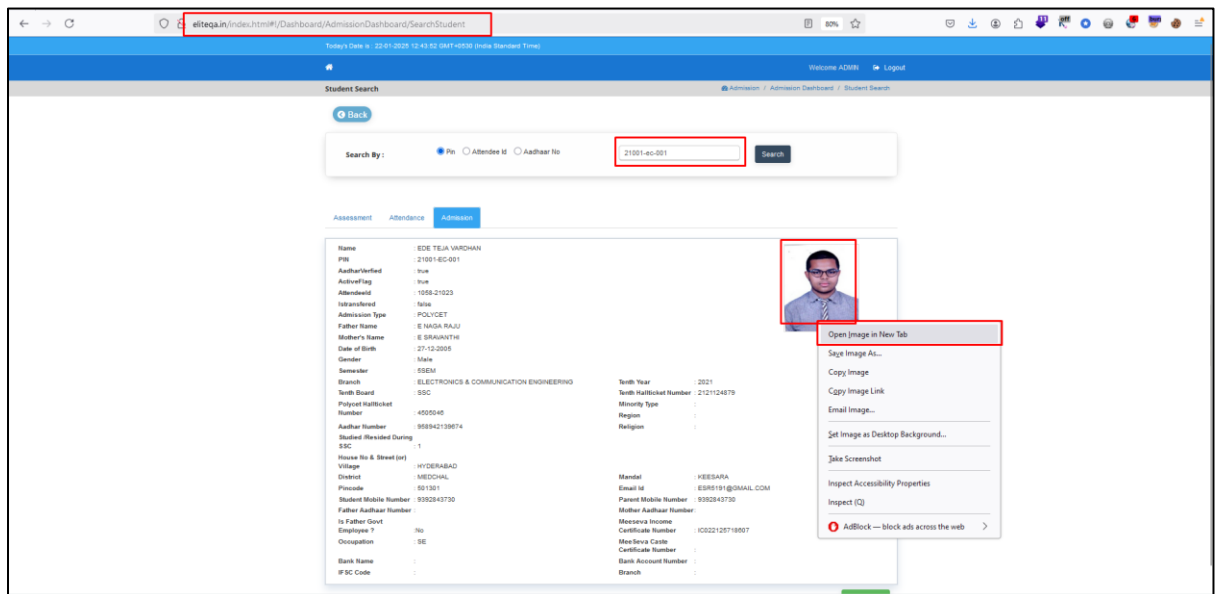 eliteqa.in/index.html#!/Dashboard/AdmissionDashboard/SearchStudent
80%
Today's Date is : 22-01-2025 12:43:52 GMT+0530 (India Standard Time)
Welcome ADMIN Logout
Student Search Admission / Admission Dashboard / Student Search
Back
Search By : Pin Attendee Id Aadhaar No 21001-ec-001 Search
Assessment Attendance Admission
Name : EDE TEJA VARDHAN
PIN : 21001-EC-001
AadharVerfied : true
ActiveFlag : true
AttendeeId : 1058-21023
Istransfered : false
Admission Type : POLYCET
Father Name : E NAGA RAJU
Mother's Name : E SRAVANTHI
Date of Birth : 27-12-2005
Gender : Male
Semester : 5SEM
Branch : ELECTRONICS & COMMUNICATION ENGINEERING Tenth Year : 2021
Tenth Board : SSC Tenth Hallticket Number : 2121124879
Polycet Hallticket Minority Type :
Number : 4505046 Region :
Aadhar Number : 958942139674 Religion :
Studied /Resided During
SSC : 1
House No & Street (or)
Village : HYDERABAD
District : MEDCHAL Mandal : KEESARA
Pincode : 501301 Email Id : ESR5191@GMAIL.COM
Student Mobile Number : 9392843730 Parent Mobile Number : 9392843730
Father Aadhaar Number : Mother Aadhaar Number:
Is Father Govt Meeseva Income
Employee ? :No Certificate Number : IC022125718607
Occupation : SE MeeSeva Caste
Certificate Number :
Bank Name : Bank Account Number :
IFSC Code : Branch :
Open Image in New Tab
Save Image As...
Copy Image
Copy Image Link
Email Image...
Set Image as Desktop Background...
Take Screenshot
Inspect Accessibility Properties
Inspect (Q)
AdBlock — block ads across the web